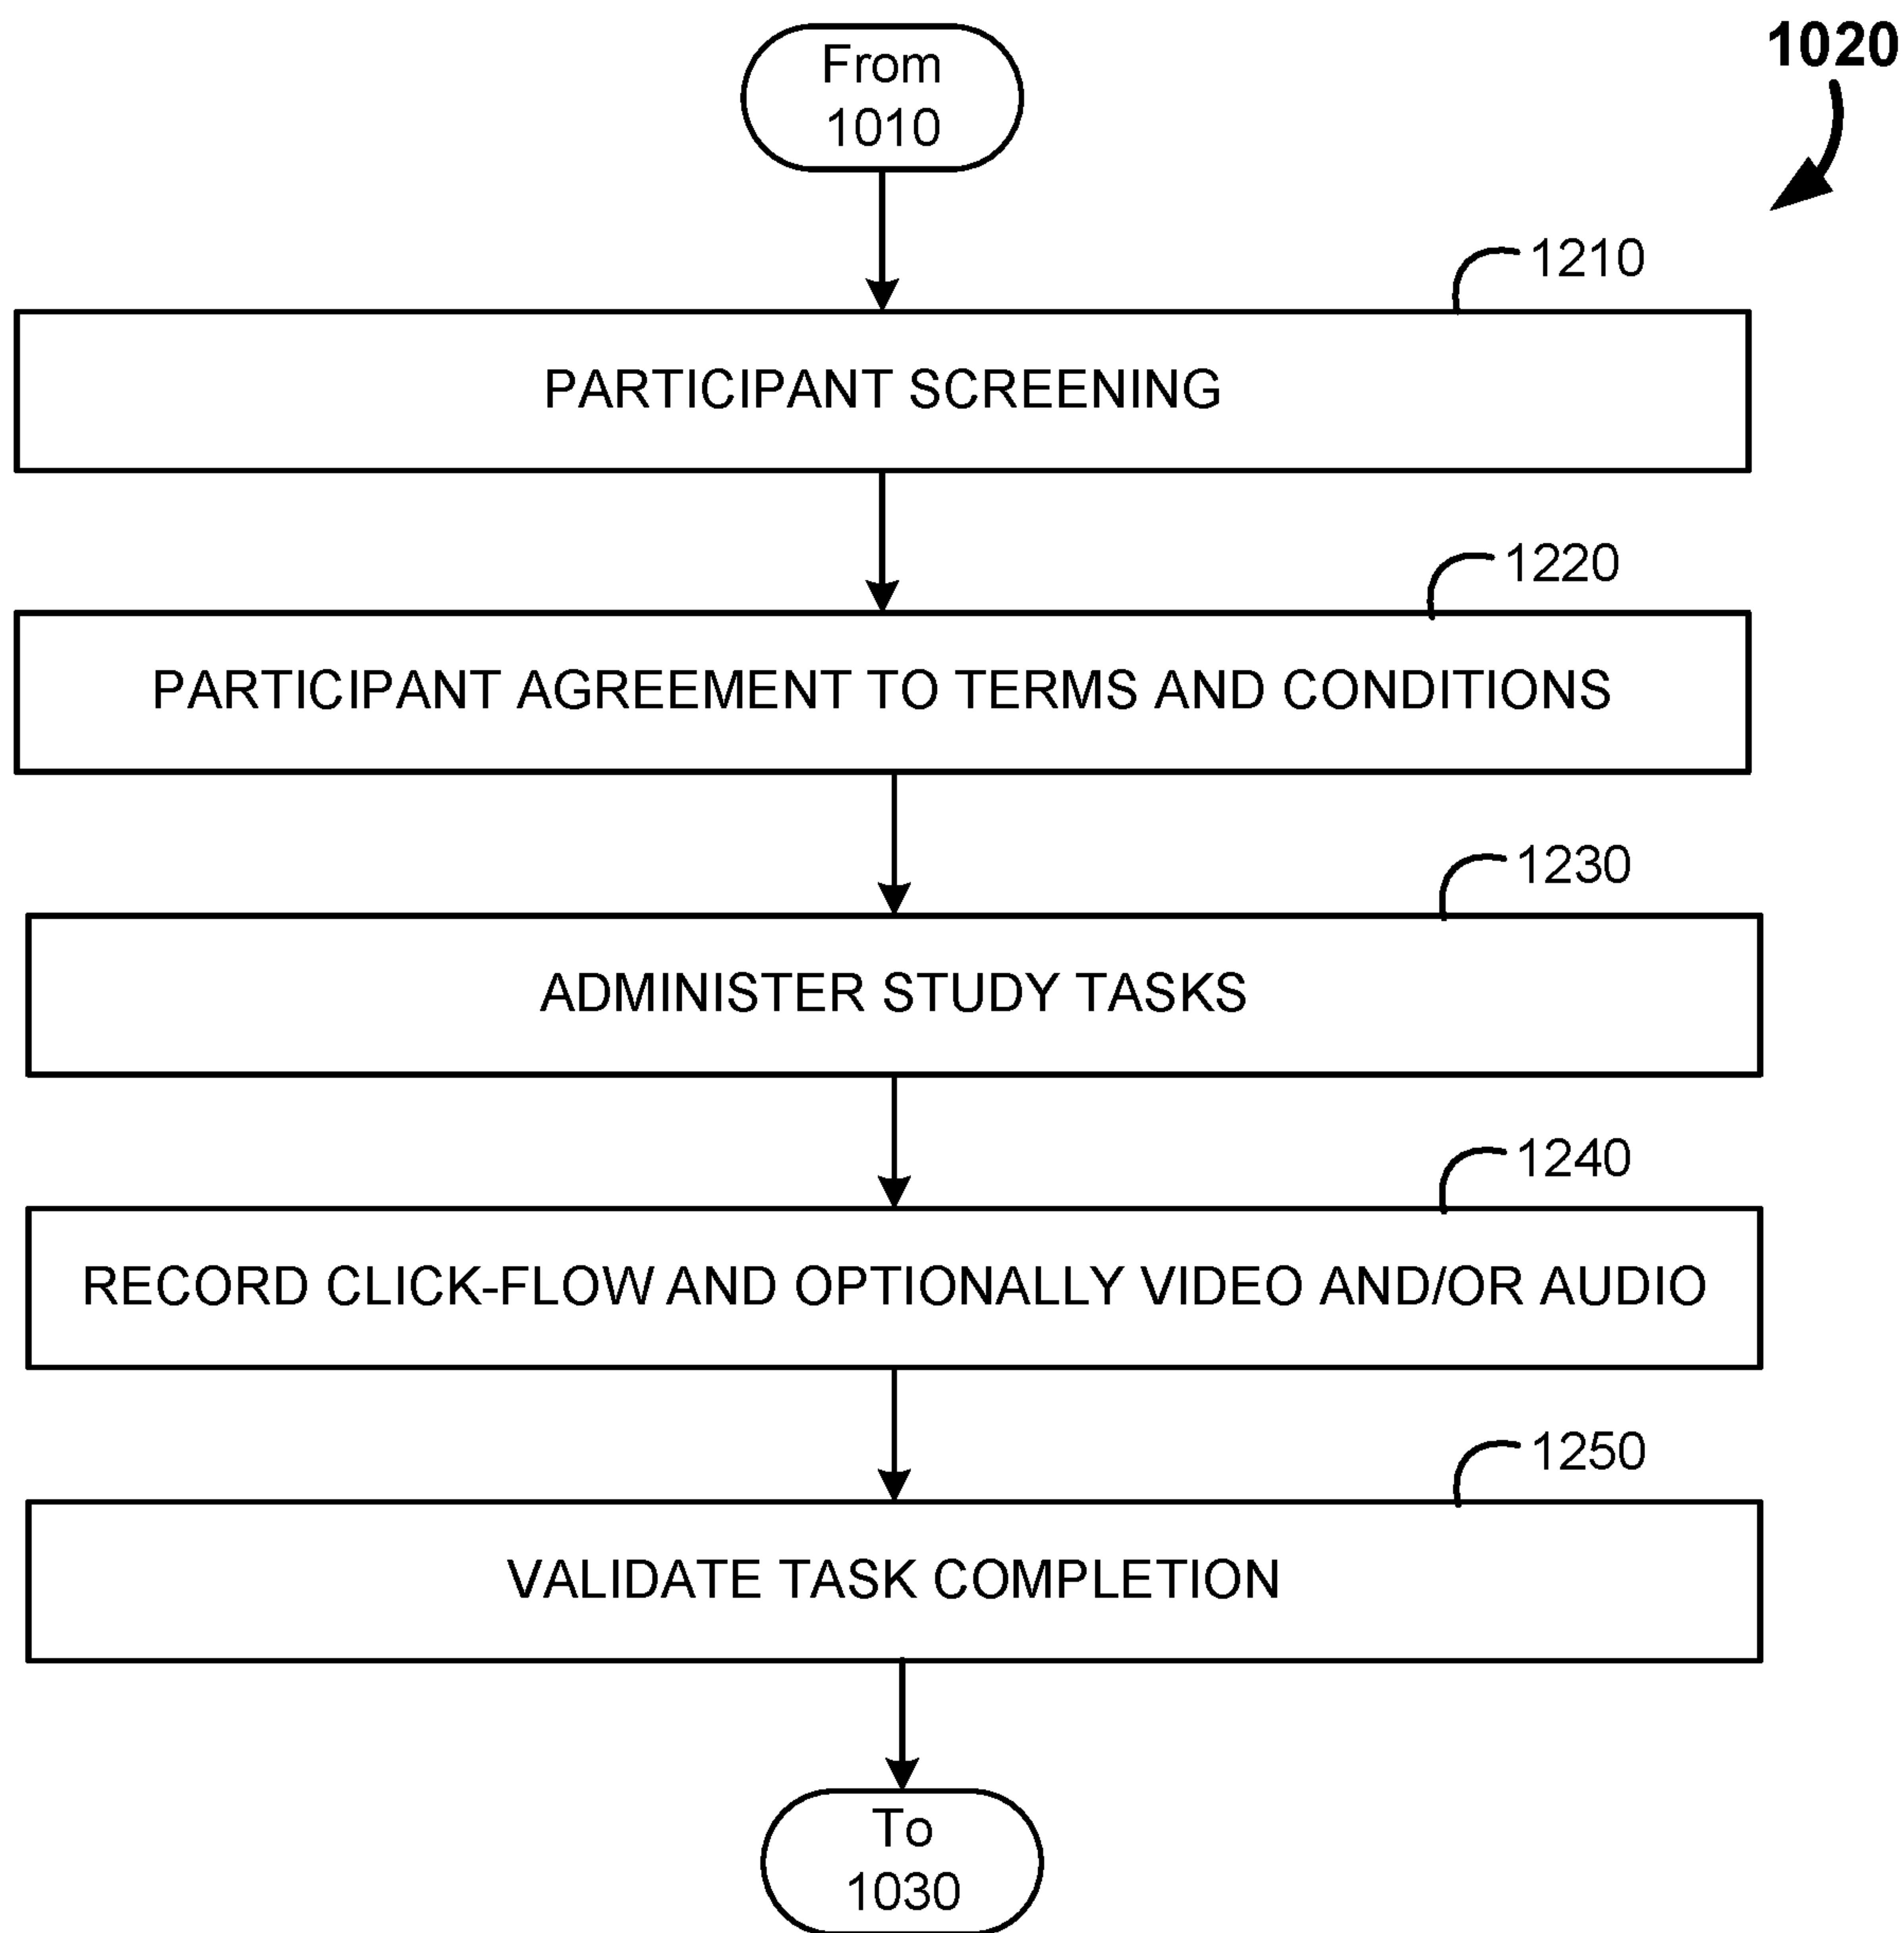 From
1010
1020
1210
PARTICIPANT SCREENING
1220
PARTICIPANT AGREEMENT TO TERMS AND CONDITIONS
1230
ADMINISTER STUDY TASKS
1240
RECORD CLICK-FLOW AND OPTIONALLY VIDEO AND/OR AUDIO
1250
VALIDATE TASK COMPLETION
To
1030